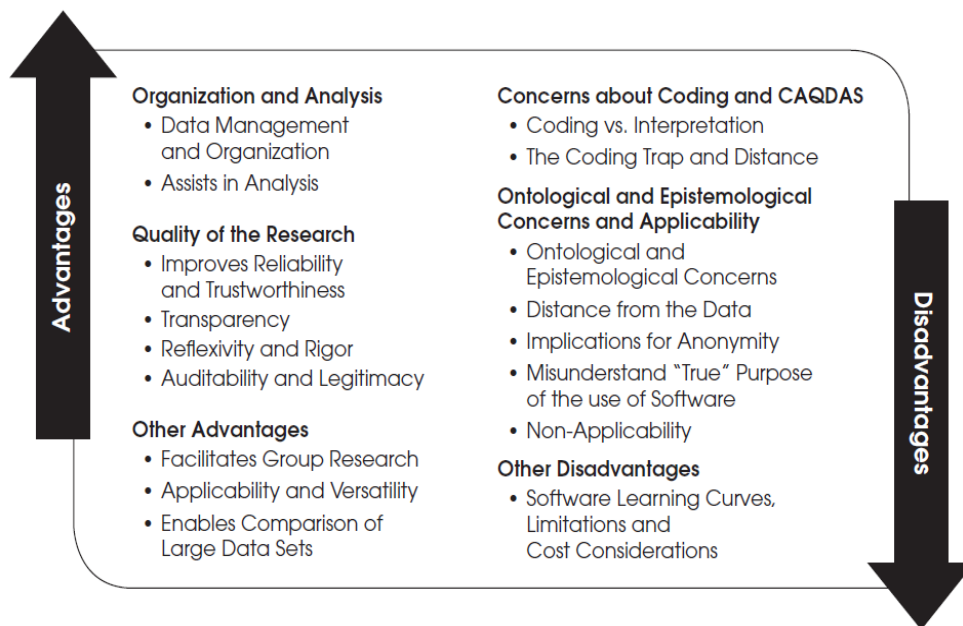 Advantages
Organization and Analysis
• Data Management
and Organization
• Assists in Analysis
Quality of the Research
• Improves Reliability
and Trustworthiness
• Transparency
• Reflexivity and Rigor
• Auditability and Legitimacy
Other Advantages
• Facilitates Group Research
• Applicability and Versatility
• Enables Comparison of
Large Data Sets
Concerns about Coding and CAQDAS
• Coding vs. Interpretation
• The Coding Trap and Distance
Ontological and Epistemological
Concerns and Applicability
• Ontological and
Epistemological Concerns
• Distance from the Data
• Implications for Anonymity
• Misunderstand “True” Purpose
of the use of Software
• Non-Applicability
Other Disadvantages
• Software Learning Curves,
Limitations and
Cost Considerations
Disadvantages